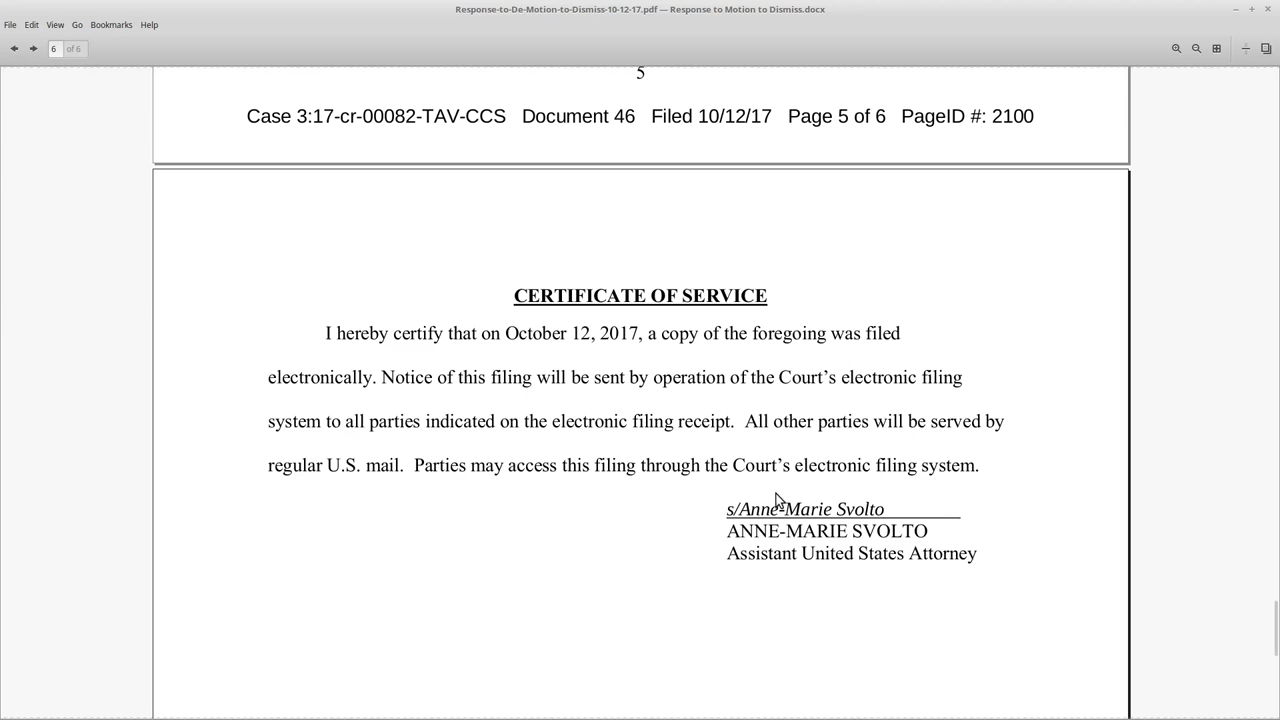 Response-to-De-Motion-to-Dismiss-10-12-17.pdf — Response to Motion to Dismiss.docx
File Edit View Go Bookmarks Help
6 of 6
5
Case 3:17-cr-00082-TAV-CCS Document 46 Filed 10/12/17 Page 5 of 6 PageID #: 2100
CERTIFICATE OF SERVICE
I hereby certify that on October 12, 2017, a copy of the foregoing was filed
electronically. Notice of this filing will be sent by operation of the Court’s electronic filing
system to all parties indicated on the electronic filing receipt. All other parties will be served by
regular U.S. mail. Parties may access this filing through the Court’s electronic filing system.
s/Anne-Marie Svolto
ANNE-MARIE SVOLTO
Assistant United States Attorney